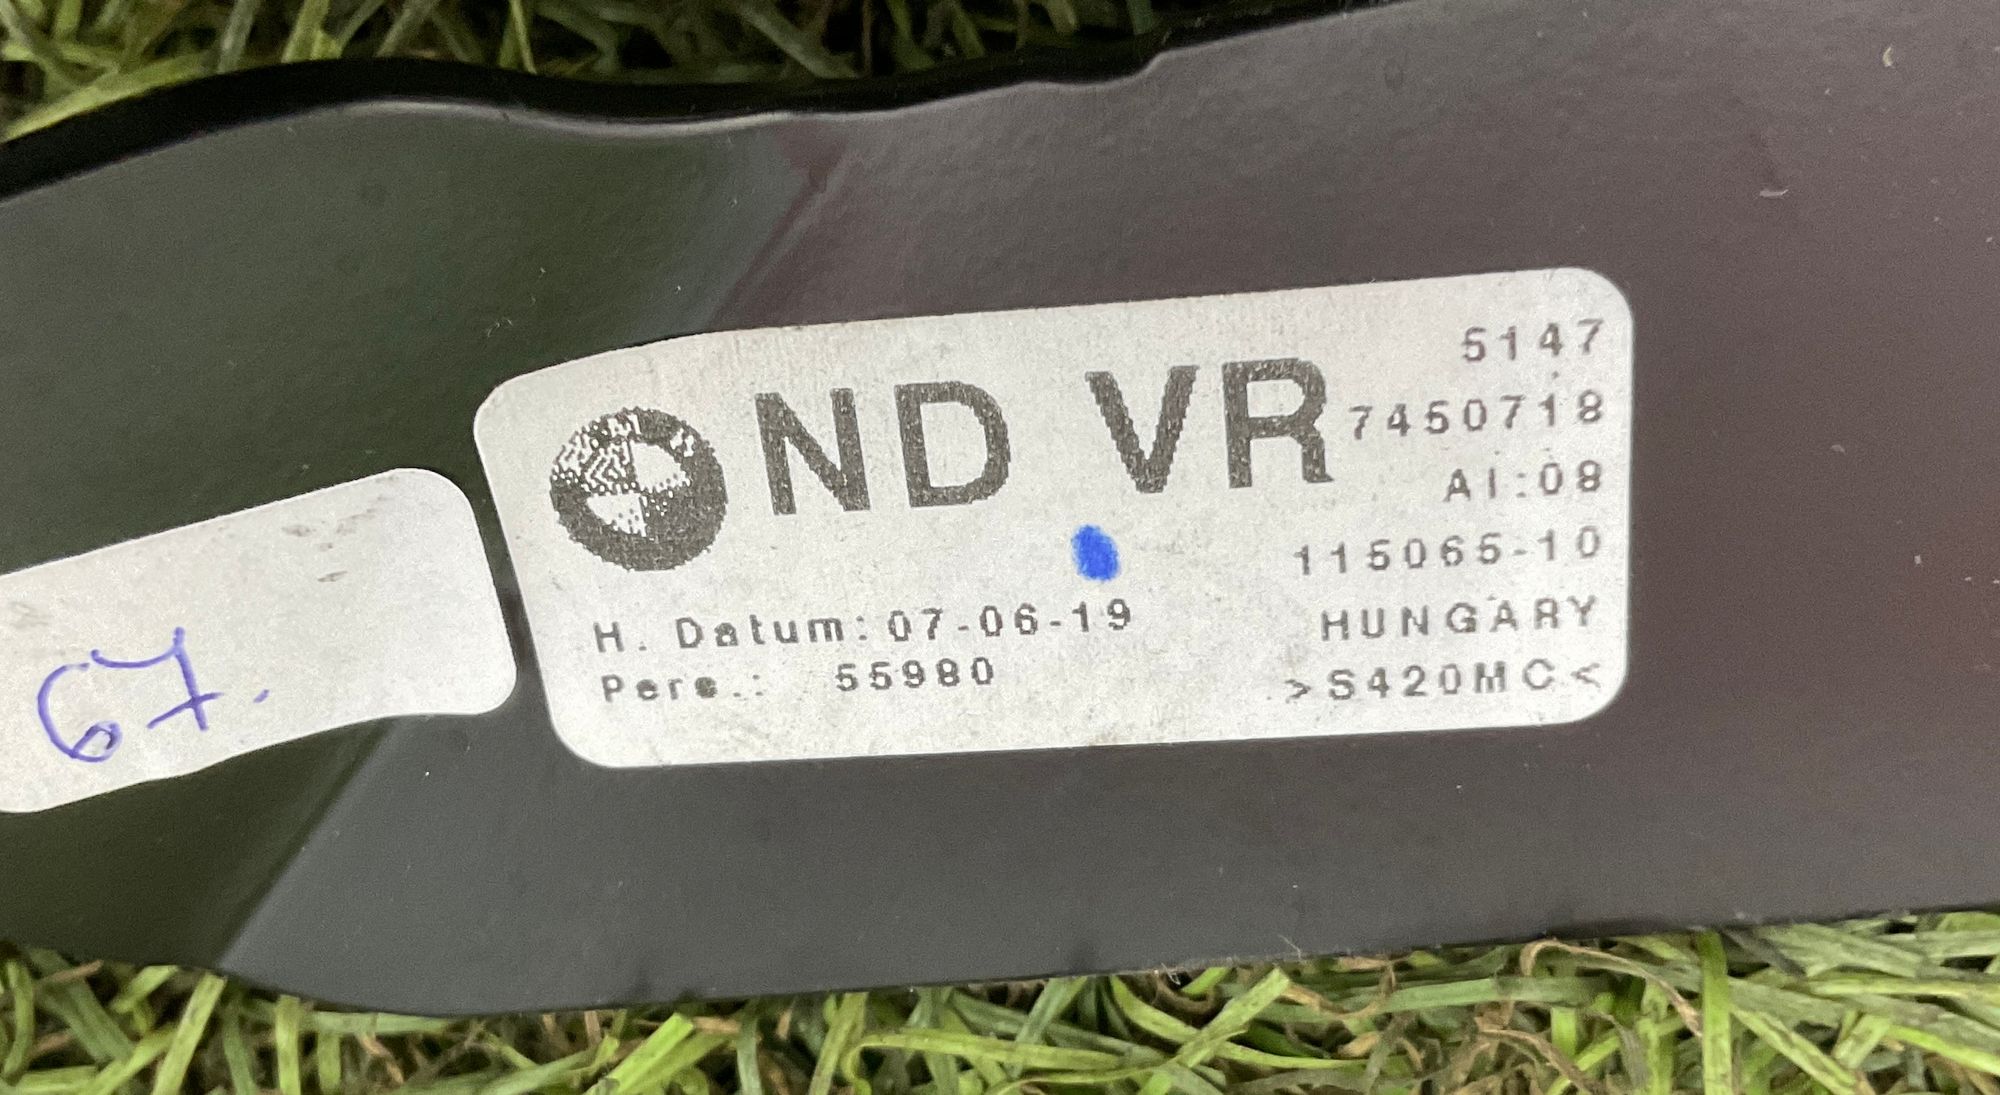 67.
ND VR
5147
7450718
AI:08
115065-10
HUNGARY
>S420MC<
H. Datum: 07-06-19
Pers.: 55980